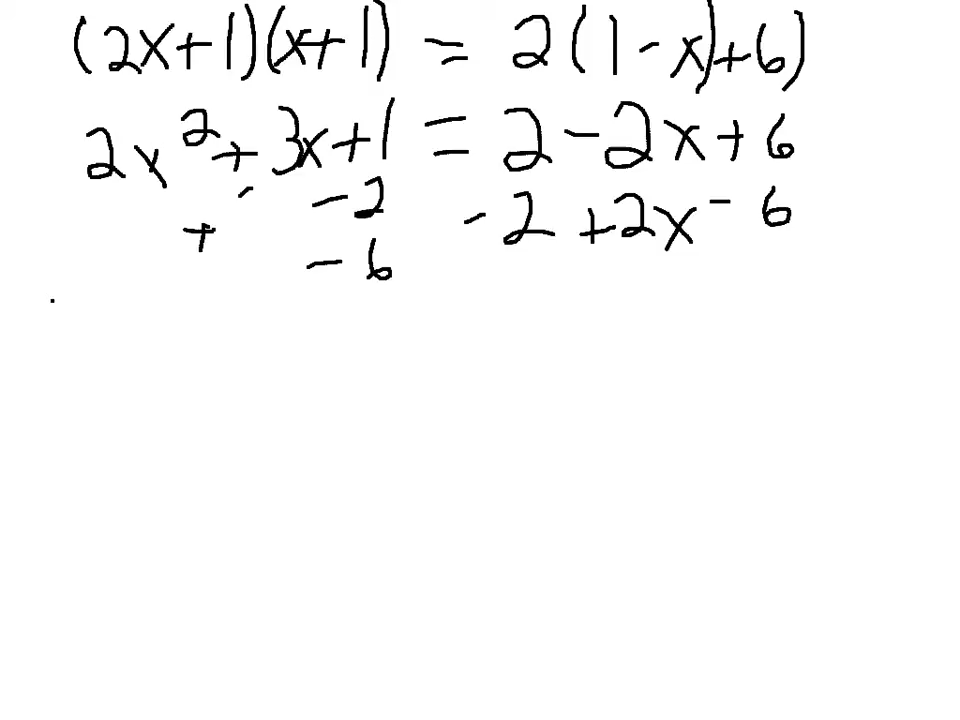 (2x+1)(x+1) = 2(1-x)+6)
2x² + 3x+1 = 2-2x+6
-2 -2 +2x - 6
+ -6